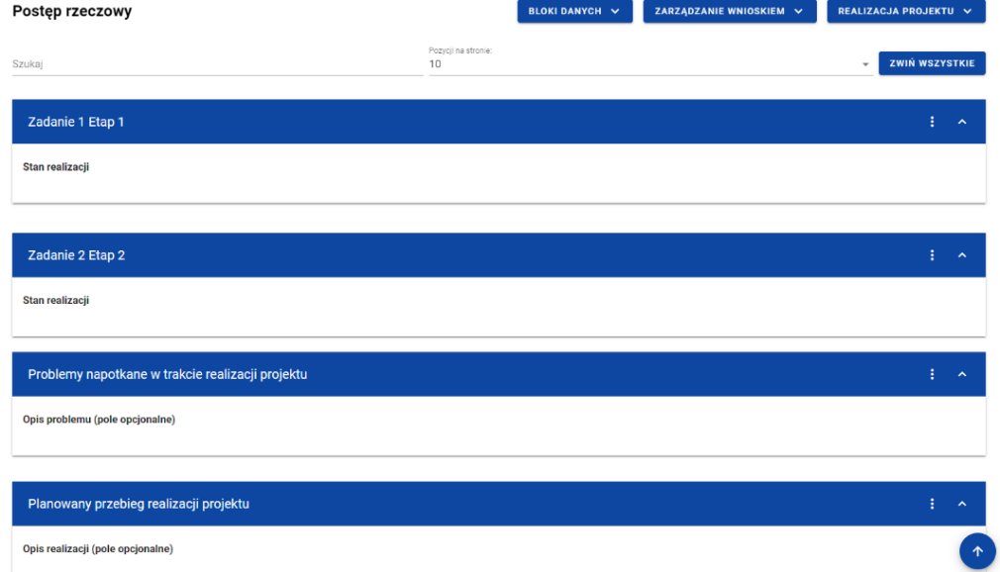 Postęp rzeczowy
BLOKI DANYCH
ZARZĄDZANIE WNIOSKIEM
REALIZACJA PROJEKTU
Szukaj
Pozycji na stronie:
10
ZWIŃ WSZYSTKIE
Zadanie 1 Etap 1
Stan realizacji
Zadanie 2 Etap 2
Stan realizacji
Problemy napotkane w trakcie realizacji projektu
Opis problemu (pole opcjonalne)
Planowany przebieg realizacji projektu
Opis realizacji (pole opcjonalne)